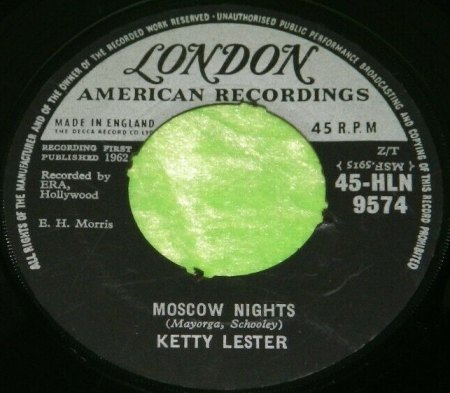 ALL RIGHTS OF THE MANUFACTURER AND OF THE OWNER OF THE RECORDED WORK RESERVED · UNAUTHORISED PUBLIC PERFORMANCE BROADCASTING AND COPYING OF THIS RECORD PROHIBITED
LONDON
AMERICAN RECORDINGS
MADE IN ENGLAND
THE DECCA RECORD CO LTD
45 R.P.M
RECORDING FIRST
PUBLISHED 1962
Z/T
(MSF.5915)
Recorded by
ERA,
Hollywood
45-HLN
9574
E. H. Morris
MOSCOW NIGHTS
(Mayorga, Schooley)
KETTY LESTER